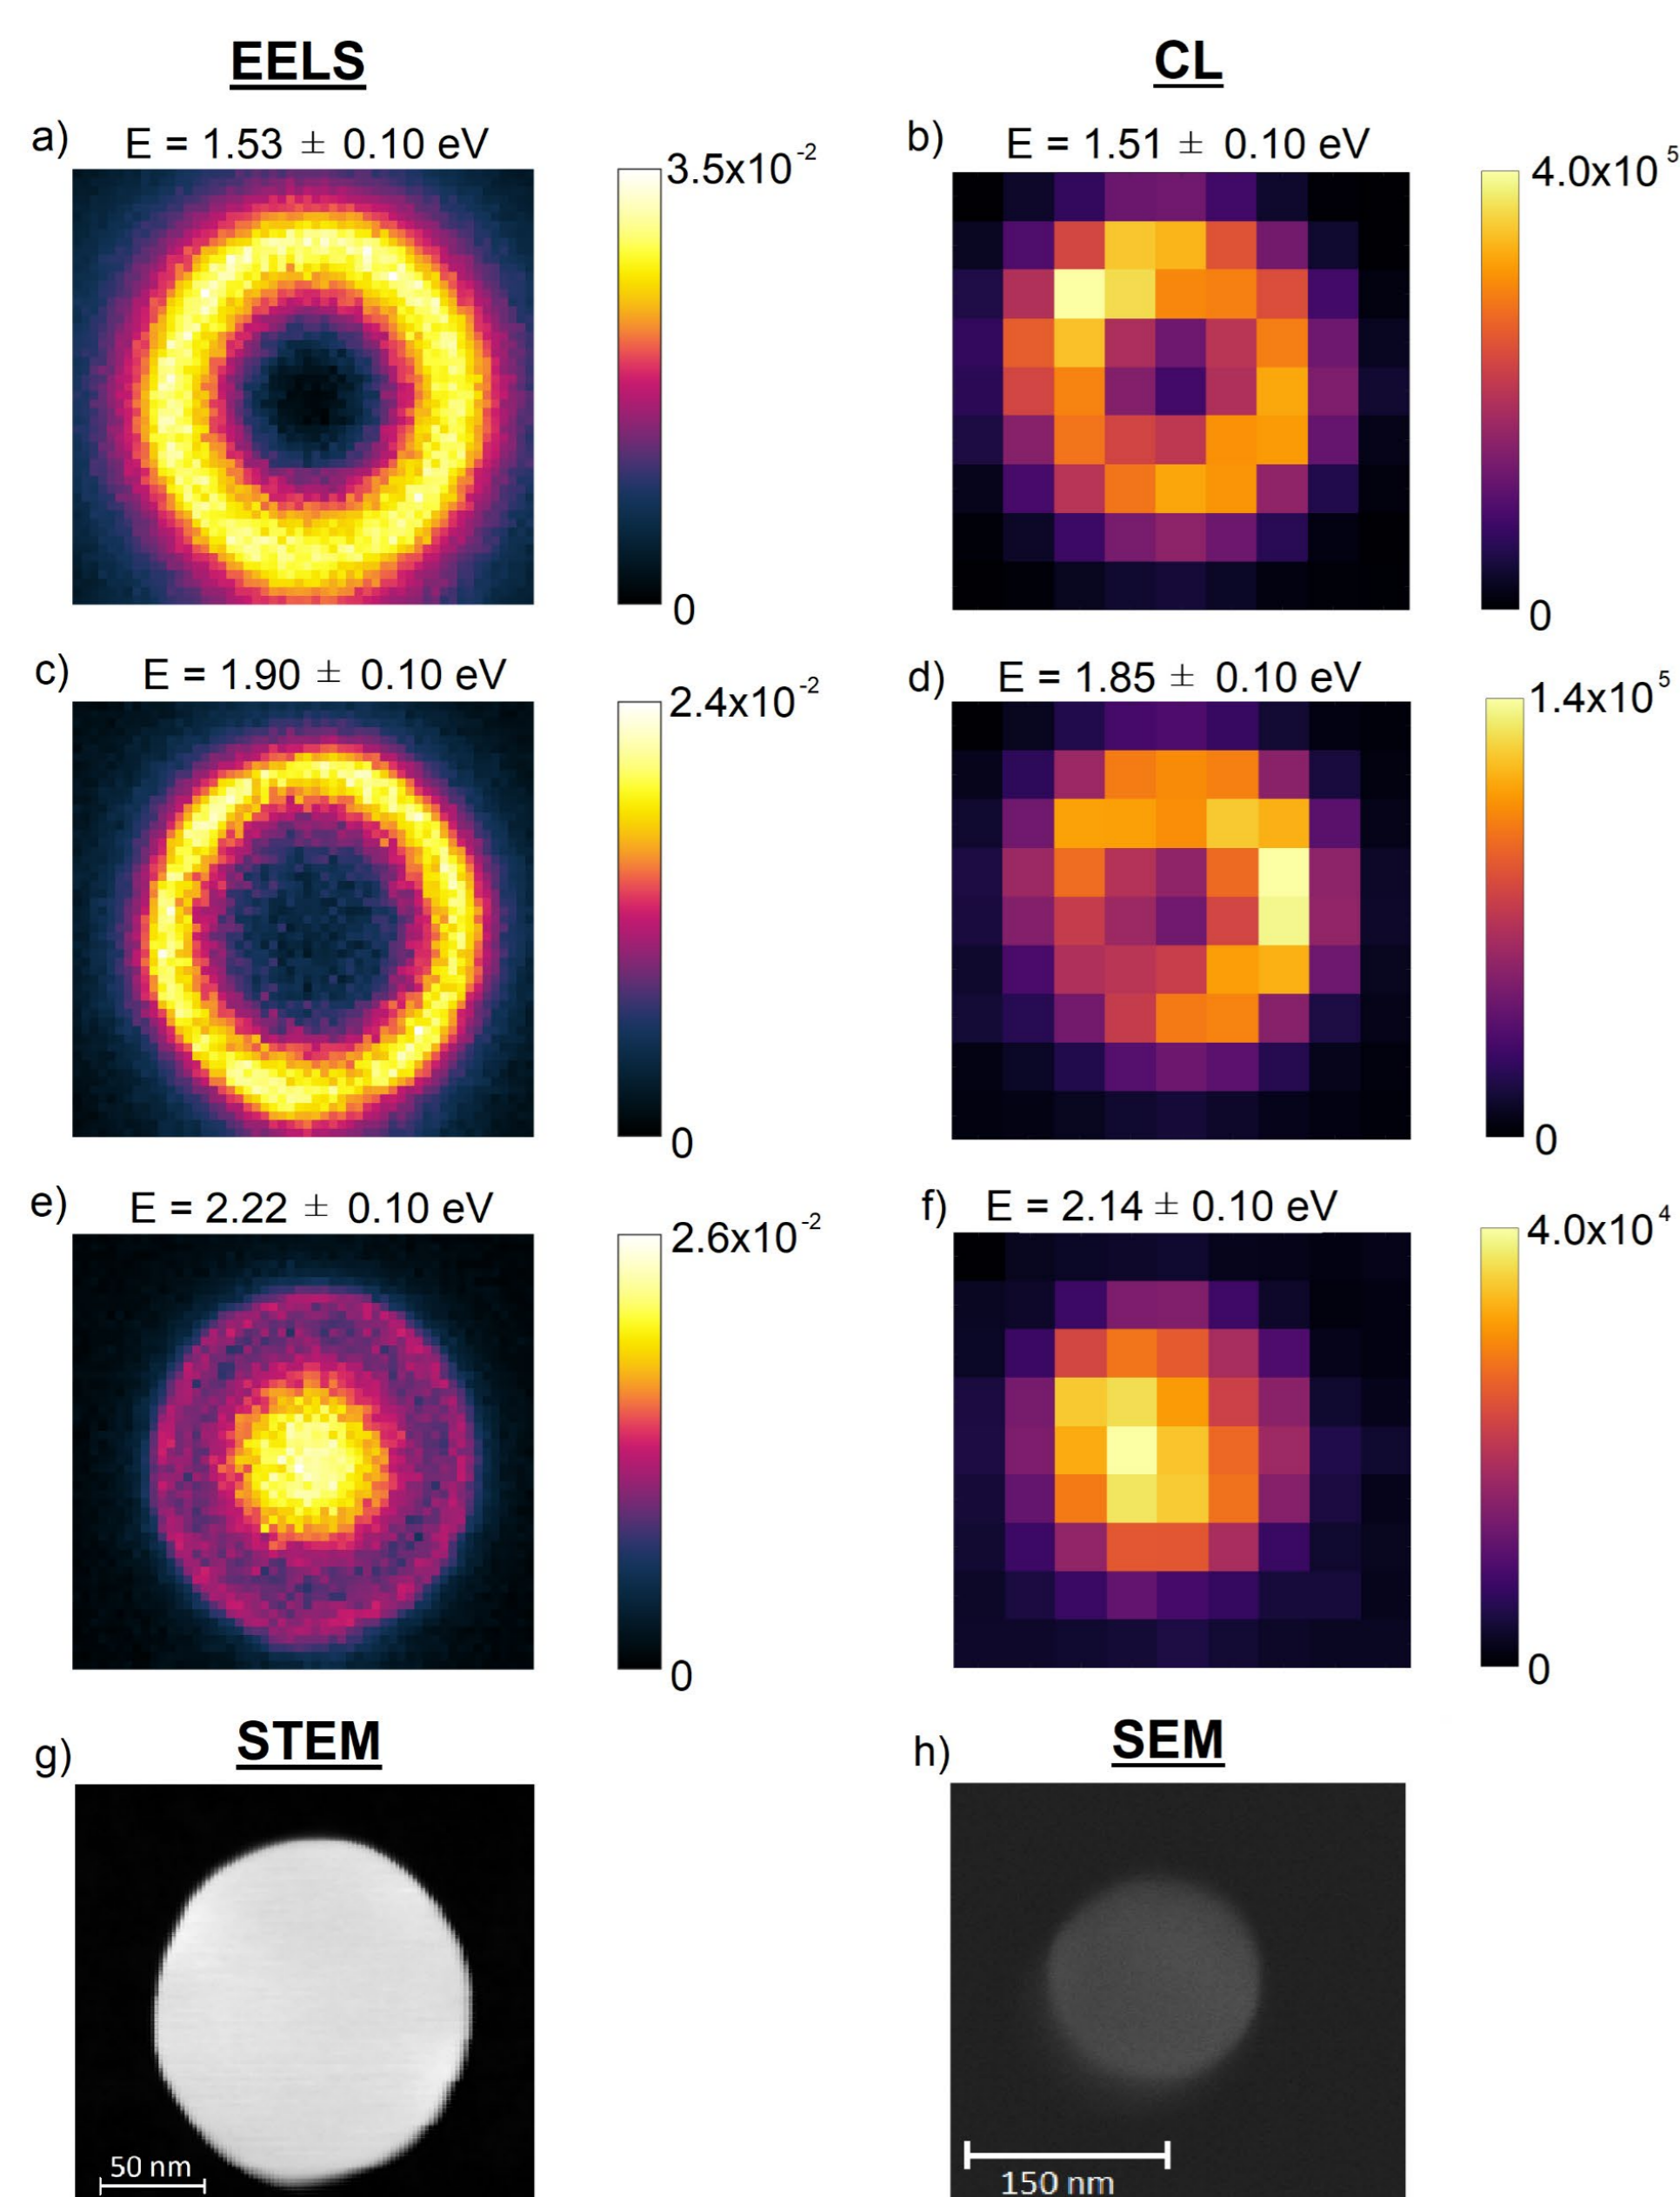 EELS
CL
a) E = 1.53 ± 0.10 eV
3.5x10⁻²
0
b) E = 1.51 ± 0.10 eV
4.0x10⁵
0
c) E = 1.90 ± 0.10 eV
2.4x10⁻²
0
d) E = 1.85 ± 0.10 eV
1.4x10⁵
0
e) E = 2.22 ± 0.10 eV
2.6x10⁻²
0
f) E = 2.14 ± 0.10 eV
4.0x10⁴
0
g) STEM
50 nm
h) SEM
150 nm